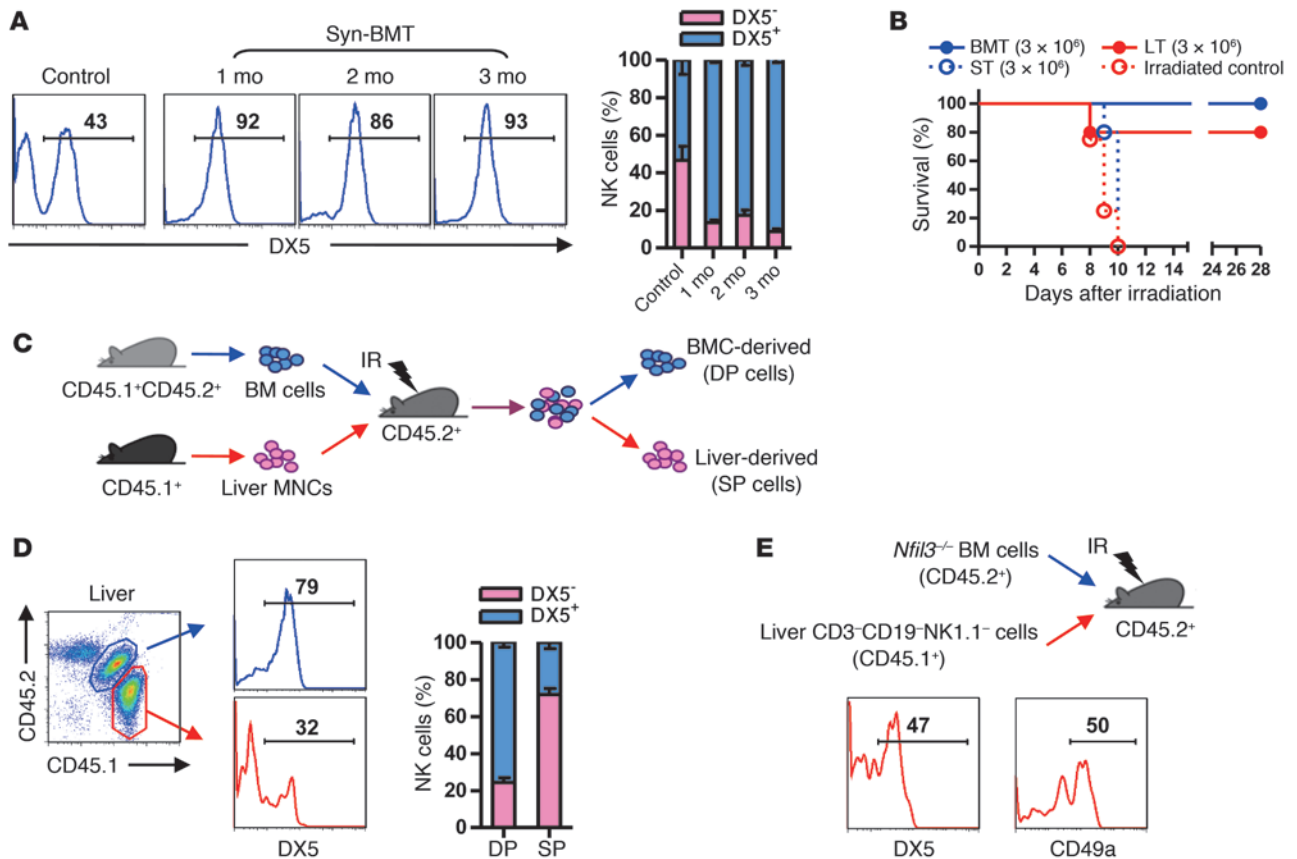 A
Syn-BMT
Control
1 mo
2 mo
3 mo
43
92
86
93
DX5
DX5⁻
DX5⁺
NK cells (%)
100
80
60
40
20
0
Control
1 mo
2 mo
3 mo
B
BMT (3 × 10⁶)
LT (3 × 10⁶)
ST (3 × 10⁶)
Irradiated control
Survival (%)
100
80
60
40
20
0
0 2 4 6 8 10 12 14 24 26 28
Days after irradiation
C
CD45.1⁺CD45.2⁺
BM cells
IR
CD45.2⁺
BMC-derived
(DP cells)
CD45.1⁺
Liver MNCs
Liver-derived
(SP cells)
D
Liver
CD45.2
CD45.1
79
32
DX5
DX5⁻
DX5⁺
NK cells (%)
100
80
60
40
20
0
DP SP
E
Nfil3⁻/⁻ BM cells
(CD45.2⁺)
IR
Liver CD3⁻CD19⁻NK1.1⁻ cells
(CD45.1⁺)
CD45.2⁺
47
50
DX5
CD49a